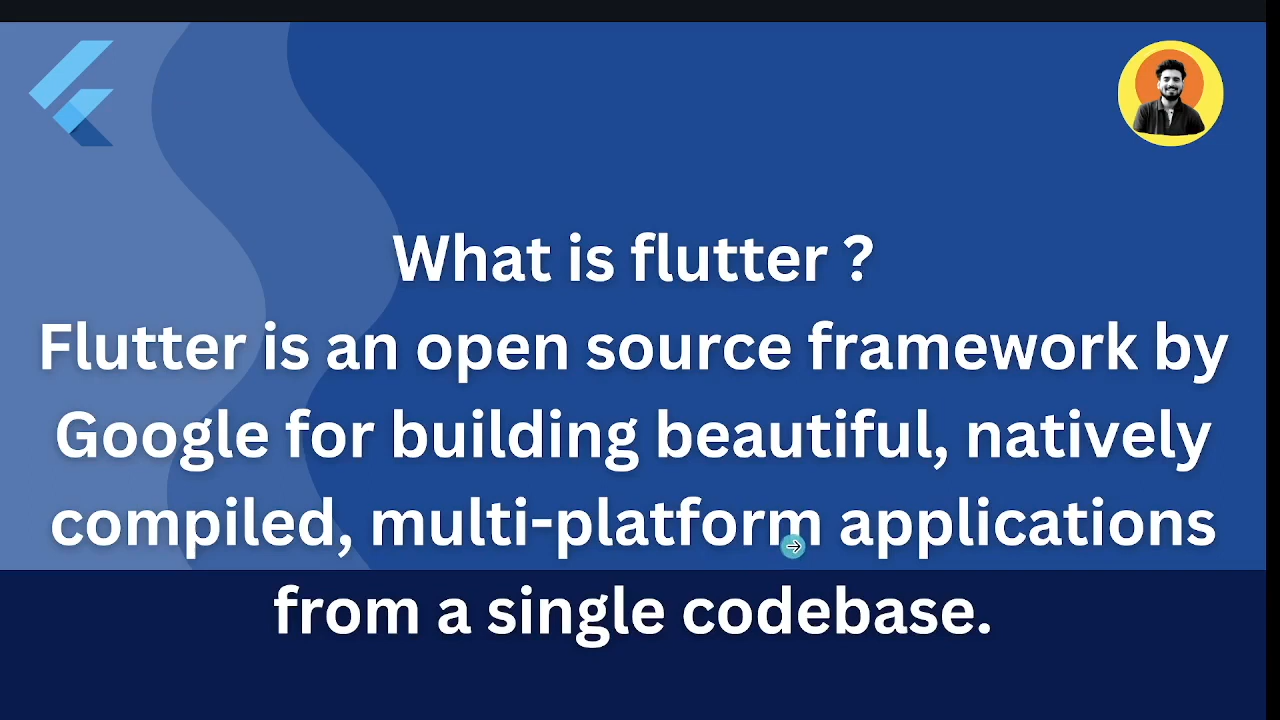 What is flutter ?
Flutter is an open source framework by
Google for building beautiful, natively
compiled, multi-platform applications
from a single codebase.